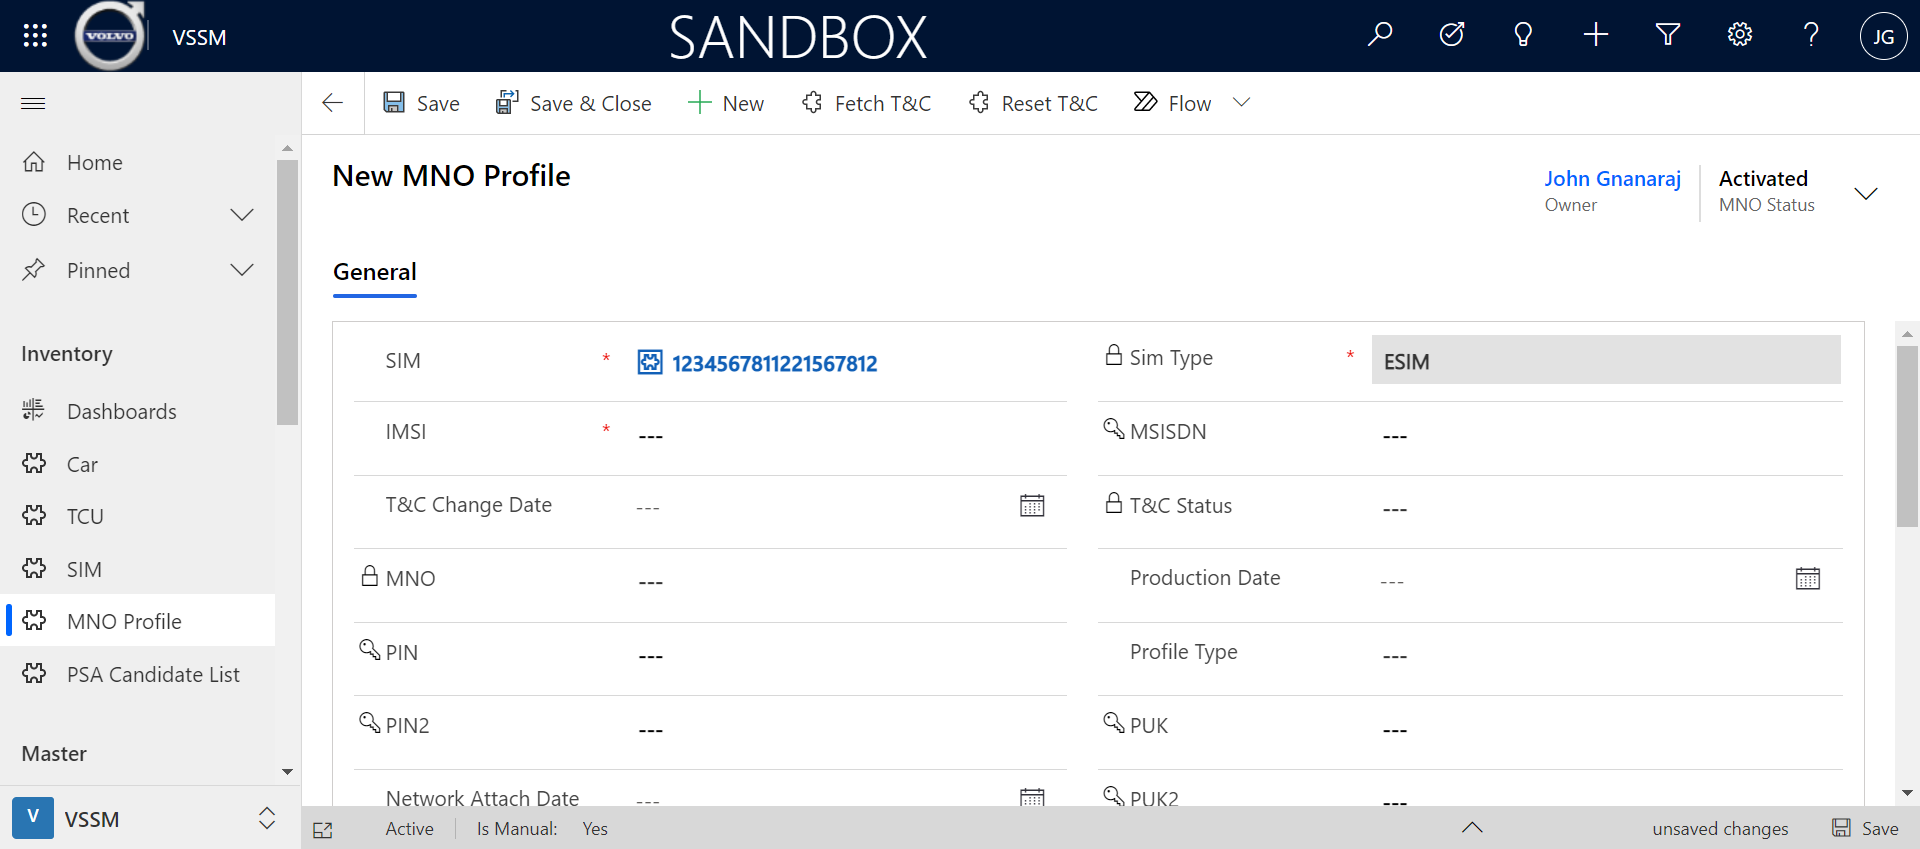 VOLVO
VSSM
SANDBOX
JG
Save
Save & Close
New
Fetch T&C
Reset T&C
Flow
Home
Recent
Pinned
Inventory
Dashboards
Car
TCU
SIM
MNO Profile
PSA Candidate List
Master
V
VSSM
New MNO Profile
John Gnanaraj
Owner
Activated
MNO Status
General
SIM * 1234567811221567812
Sim Type * ESIM
IMSI * ---
MSISDN ---
T&C Change Date ---
T&C Status ---
MNO ---
Production Date ---
PIN ---
Profile Type ---
PIN2 ---
PUK ---
Network Attach Date ---
PUK2 ---
Active
Is Manual: Yes
unsaved changes
Save